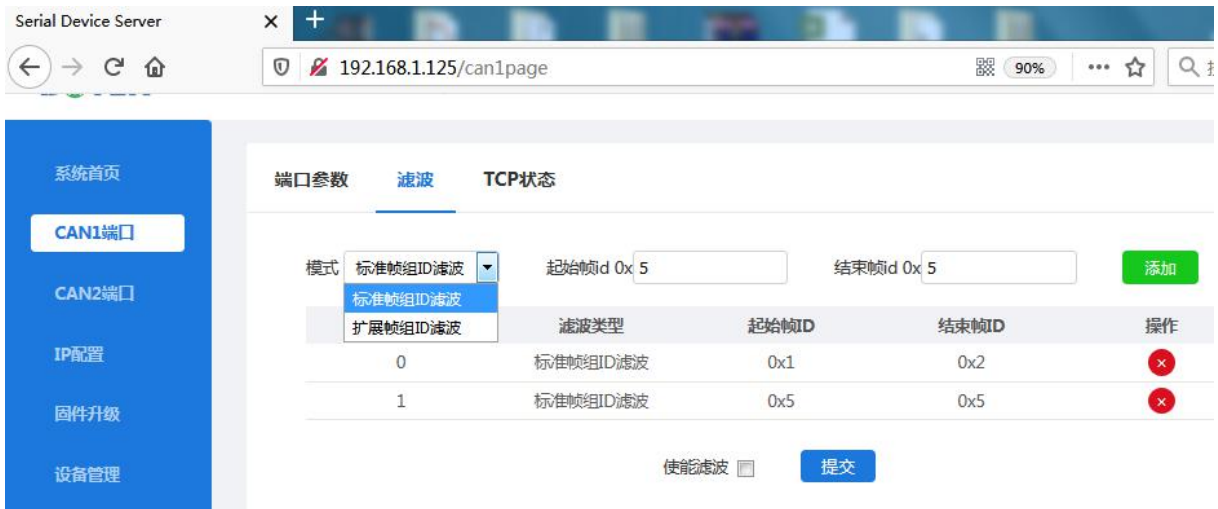 Serial Device Server
192.168.1.125/can1page
90%
系统首页
CAN1端口
CAN2端口
IP配置
固件升级
设备管理
端口参数 滤波 TCP状态
模式 标准帧组ID滤波 起始帧id 0x 5 结束帧id 0x 5 添加
标准帧组ID滤波
扩展帧组ID滤波
滤波类型 起始帧ID 结束帧ID 操作
0 标准帧组ID滤波 0x1 0x2
1 标准帧组ID滤波 0x5 0x5
使能滤波 提交